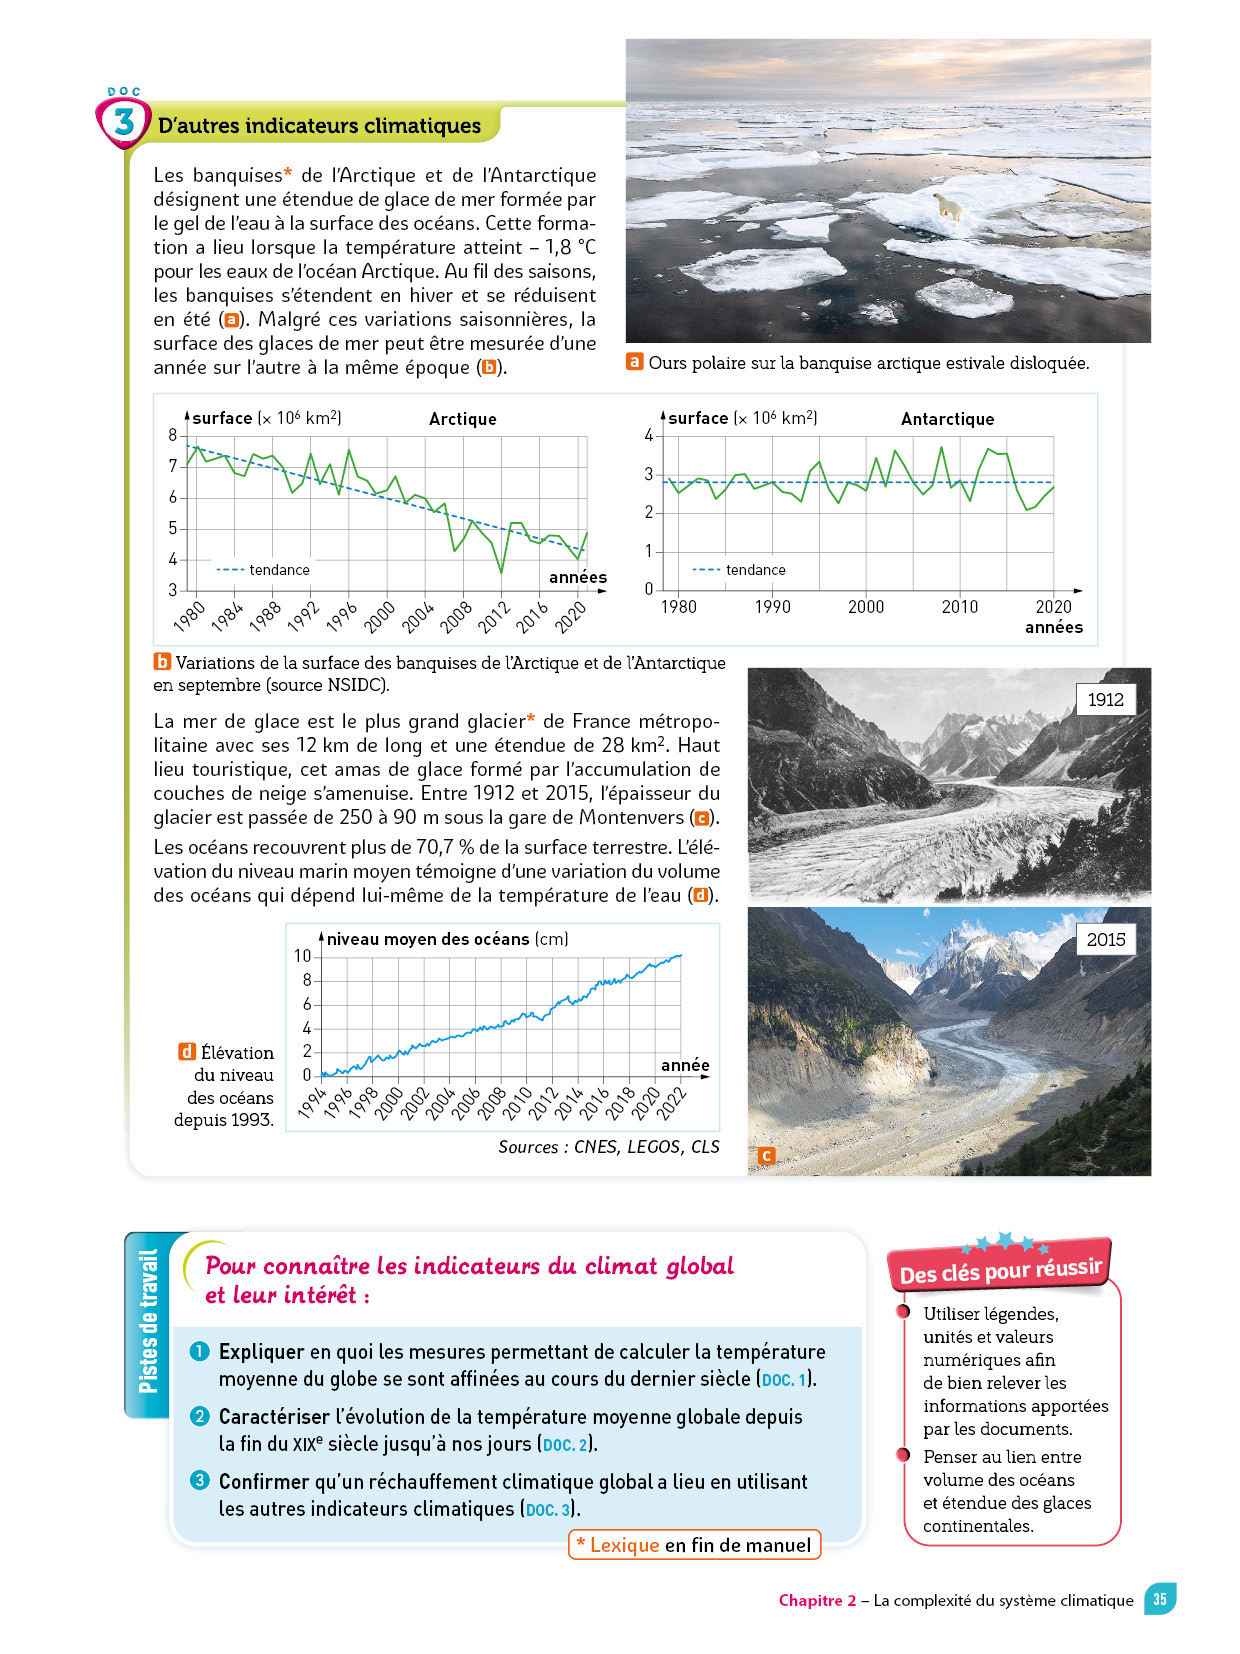 DOC
3
D'autres indicateurs climatiques
Les banquises* de l'Arctique et de l'Antarctique
désignent une étendue de glace de mer formée par
le gel de l'eau à la surface des océans. Cette forma-
tion a lieu lorsque la température atteint – 1,8 °C
pour les eaux de l'océan Arctique. Au fil des saisons,
les banquises s'étendent en hiver et se réduisent
en été (a). Malgré ces variations saisonnières, la
surface des glaces de mer peut être mesurée d'une
année sur l'autre à la même époque (b).
a Ours polaire sur la banquise arctique estivale disloquée.
surface (× 10⁶ km²)
Arctique
8
7
6
5
4
3
tendance
années
1980
1984
1988
1992
1996
2000
2004
2008
2012
2016
2020
surface (× 10⁶ km²)
Antarctique
4
3
2
1
0
tendance
1980
1990
2000
2010
2020
années
b Variations de la surface des banquises de l'Arctique et de l'Antarctique
en septembre (source NSIDC).
La mer de glace est le plus grand glacier* de France métropo-
litaine avec ses 12 km de long et une étendue de 28 km². Haut
lieu touristique, cet amas de glace formé par l'accumulation de
couches de neige s'amenuise. Entre 1912 et 2015, l'épaisseur du
glacier est passée de 250 à 90 m sous la gare de Montenvers (c).
Les océans recouvrent plus de 70,7 % de la surface terrestre. L'élé-
vation du niveau marin moyen témoigne d'une variation du volume
des océans qui dépend lui-même de la température de l'eau (d).
1912
2015
c
niveau moyen des océans (cm)
10
8
6
4
2
0
année
1994
1996
1998
2000
2002
2004
2006
2008
2010
2012
2014
2016
2018
2020
2022
d Élévation
du niveau
des océans
depuis 1993.
Sources : CNES, LEGOS, CLS
Pistes de travail
Pour connaître les indicateurs du climat global
et leur intérêt :
1 Expliquer en quoi les mesures permettant de calculer la température
moyenne du globe se sont affinées au cours du dernier siècle (DOC. 1).
2 Caractériser l'évolution de la température moyenne globale depuis
la fin du XIXe siècle jusqu'à nos jours (DOC. 2).
3 Confirmer qu'un réchauffement climatique global a lieu en utilisant
les autres indicateurs climatiques (DOC. 3).
* Lexique en fin de manuel
Des clés pour réussir
Utiliser légendes,
unités et valeurs
numériques afin
de bien relever les
informations apportées
par les documents.
Penser au lien entre
volume des océans
et étendue des glaces
continentales.
Chapitre 2 – La complexité du système climatique 35